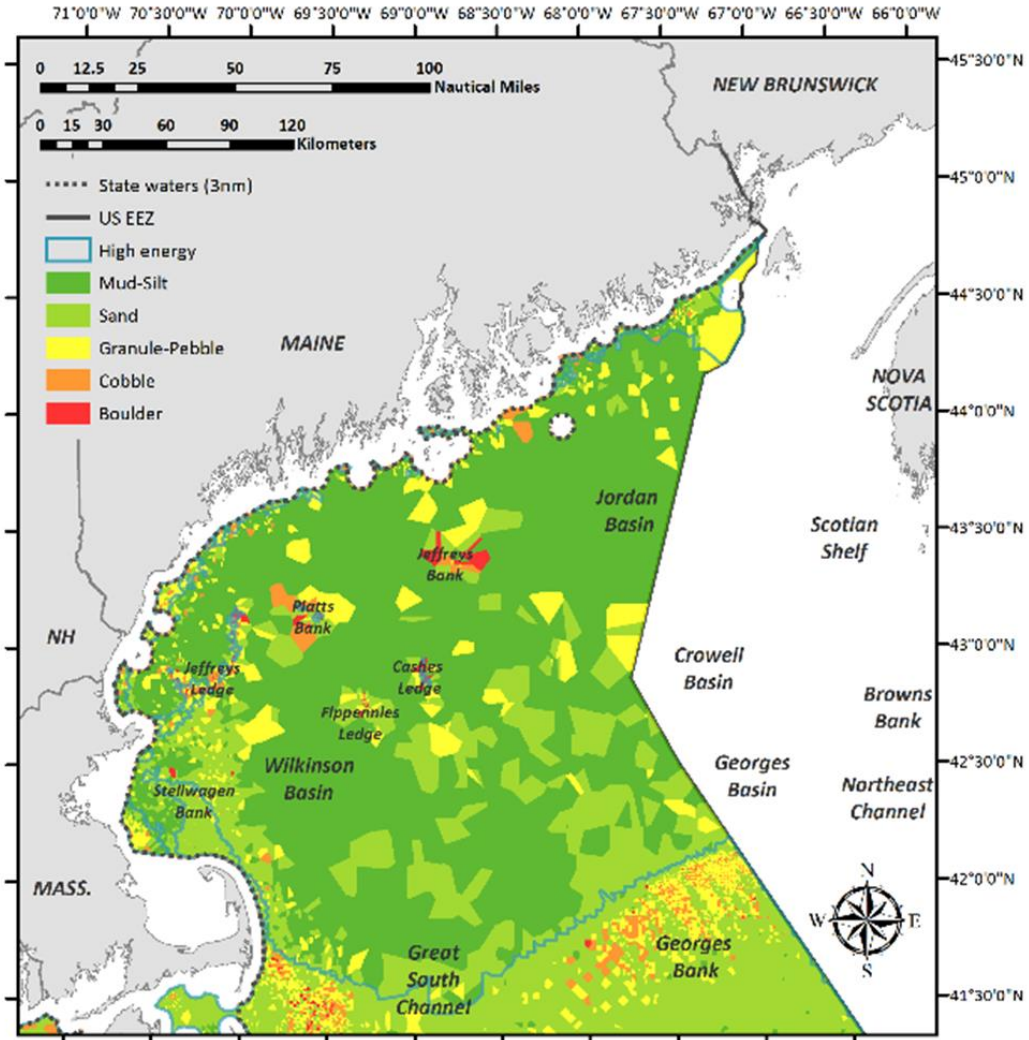 71°0'0"W 70°30'0"W 70°0'0"W 69°30'0"W 69°0'0"W 68°30'0"W 68°0'0"W 67°30'0"W 67°0'0"W 66°30'0"W 66°0'0"W
0 12.5 25 50 75 100
Nautical Miles
0 15 30 60 90 120
Kilometers
State waters (3nm)
US EEZ
High energy
Mud-Silt
Sand
Granule-Pebble
Cobble
Boulder
NEW BRUNSWICK
45°30'0"N
45°0'0"N
44°30'0"N
MAINE
NOVA
SCOTIA
44°0'0"N
Jordan
Basin
Scotian
Shelf
43°30'0"N
Jeffreys
Bank
Platts
Bank
NH
43°0'0"N
Jeffreys
Ledge
Cashes
Ledge
Crowell
Basin
Browns
Bank
Fippennies
Ledge
Wilkinson
Basin
Georges
Basin
42°30'0"N
Stellwagen
Bank
Northeast
Channel
MASS.
42°0'0"N
N
W E
S
Great
South
Channel
Georges
Bank
41°30'0"N